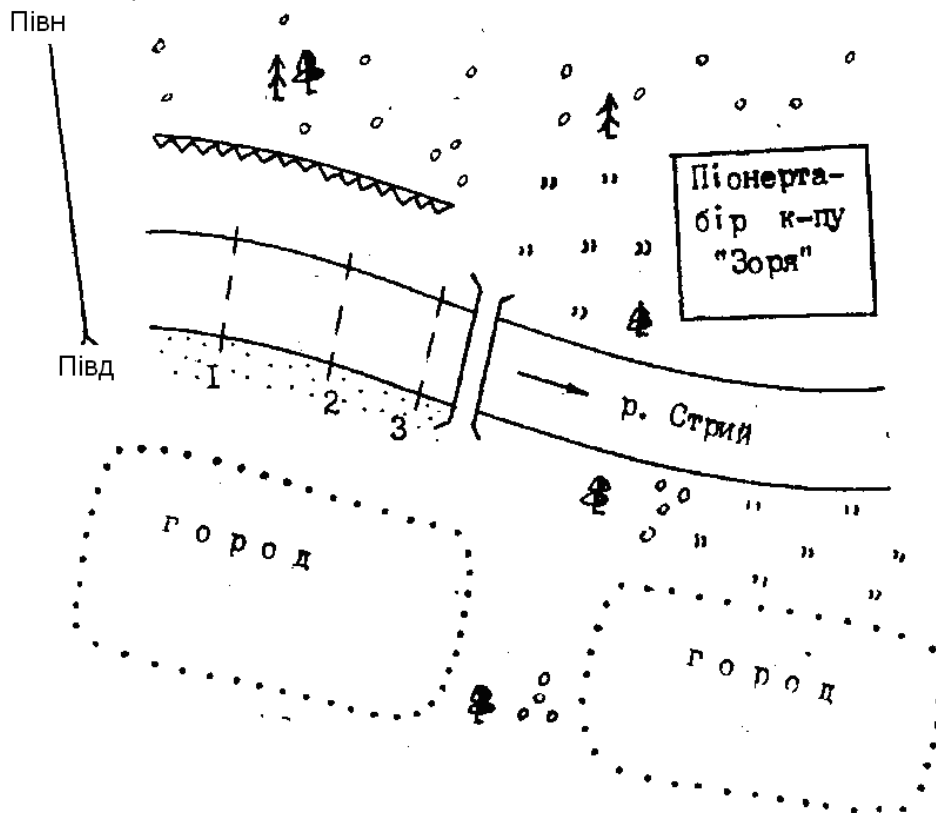 Півн
Піонерта-
бір к-пу
"Зоря"
Півд
1
2
3
р. Стрий
город
город